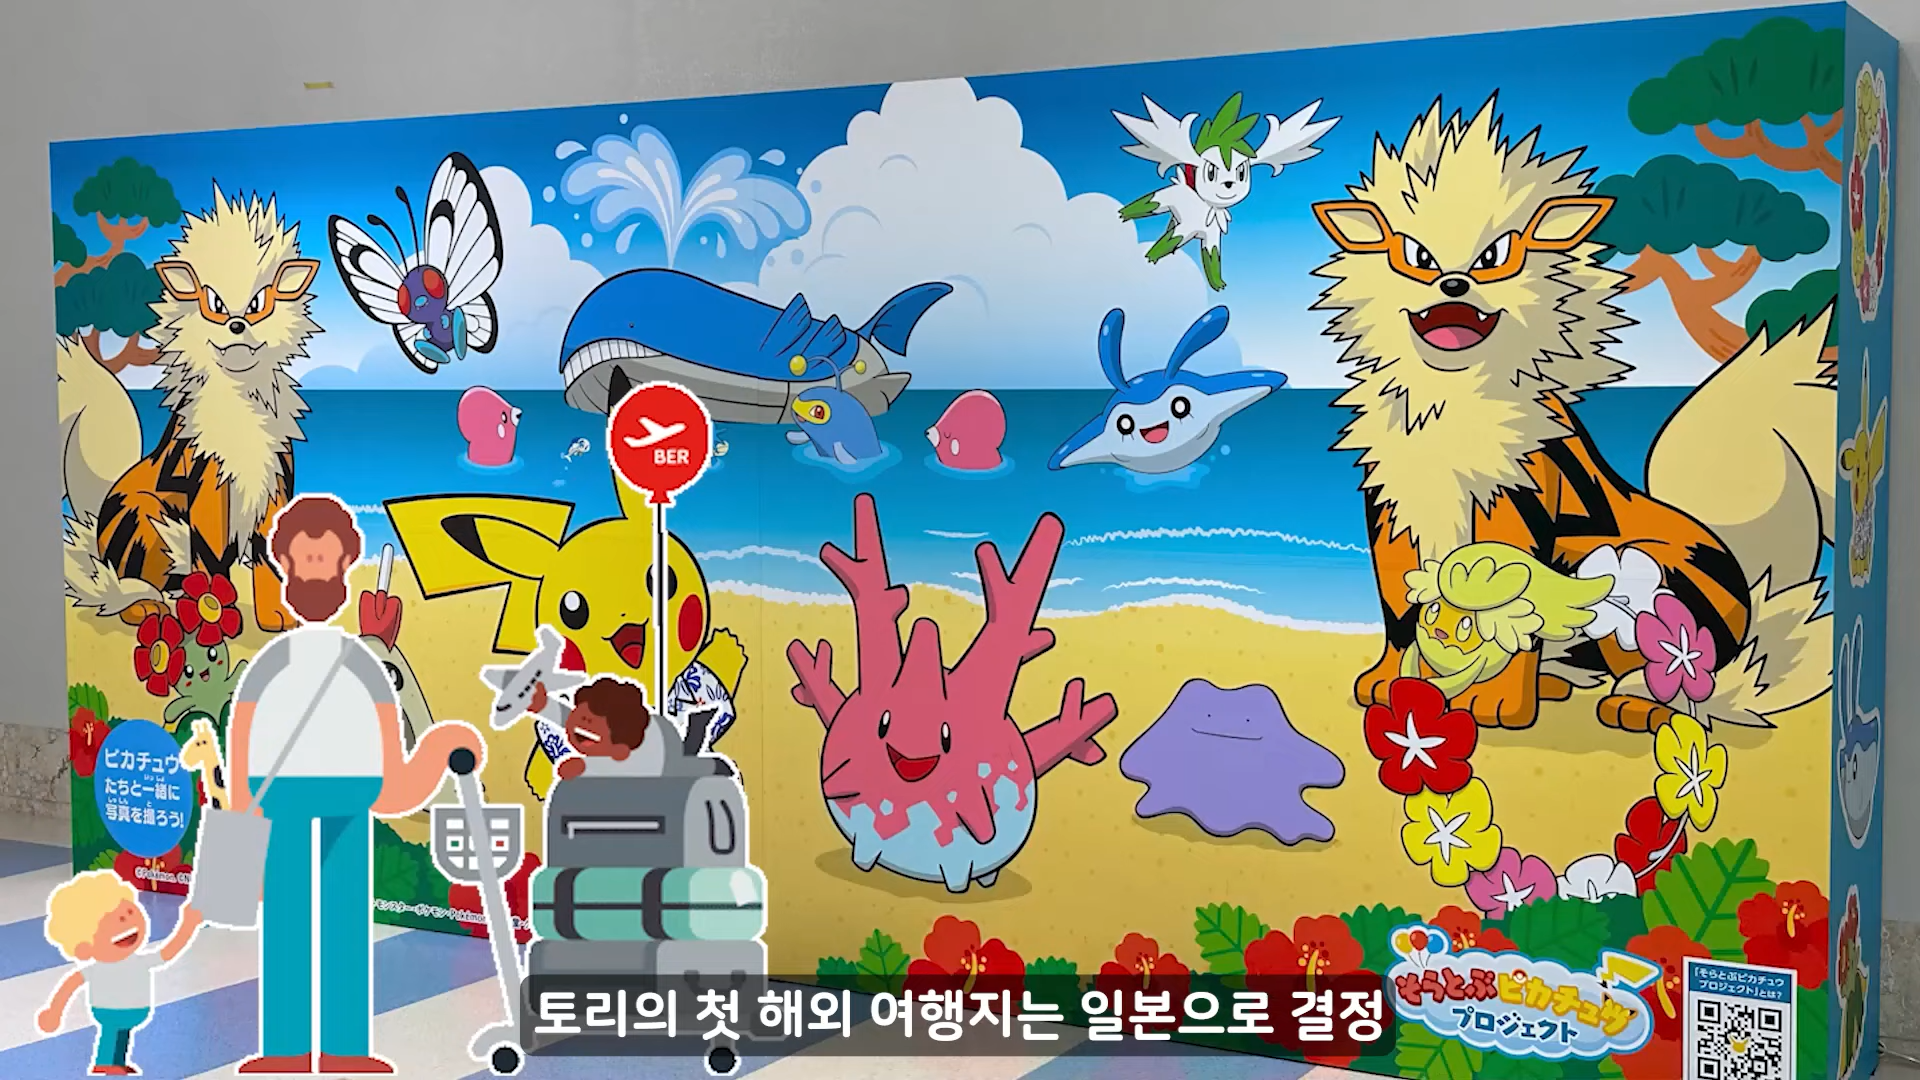 BER
ピカチュウ
たちと一緒に
写真を撮ろう!
そらとぶピカチュウ
プロジェクト
「そらとぶピカチュウ
プロジェクト」とは?
토리의 첫 해외 여행지는 일본으로 결정